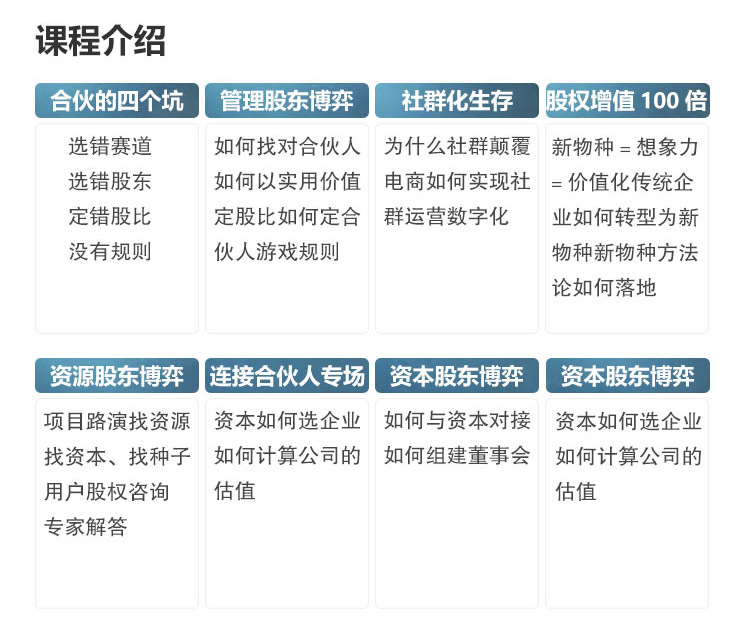 课程介绍
合伙的四个坑
选错赛道
选错股东
定错股比
没有规则
管理股东博弈
如何找对合伙人
如何以实用价值
定股比如何定合
伙人游戏规则
社群化生存
为什么社群颠覆
电商如何实现社
群运营数字化
股权增值 100 倍
新物种 = 想象力
= 价值化传统企
业如何转型为新
物种新物种方法
论如何落地
资源股东博弈
项目路演找资源
找资本、找种子
用户股权咨询
专家解答
连接合伙人专场
资本如何选企业
如何计算公司的
估值
资本股东博弈
如何与资本对接
如何组建董事会
资本股东博弈
资本如何选企业
如何计算公司的
估值